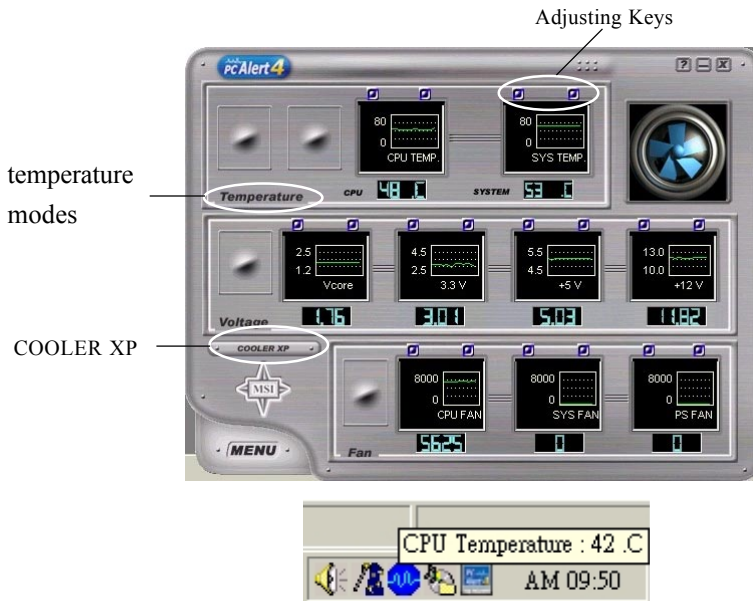 Adjusting Keys
PC Alert 4
? — X
80
0
CPU TEMP.
80
0
SYS TEMP.
temperature
modes
Temperature
CPU 48 .C
SYSTEM 53 .C
2.5
1.2
Vcore
4.5
2.5
3.3 V
5.5
4.5
+5 V
13.0
10.0
+12 V
Voltage
1.76
3.01
5.03
11.82
COOLER XP
COOLER XP
MSI
8000
0
CPU FAN
8000
0
SYS FAN
8000
0
PS FAN
MENU
Fan
5625
0
0
CPU Temperature : 42 .C
AM 09:50